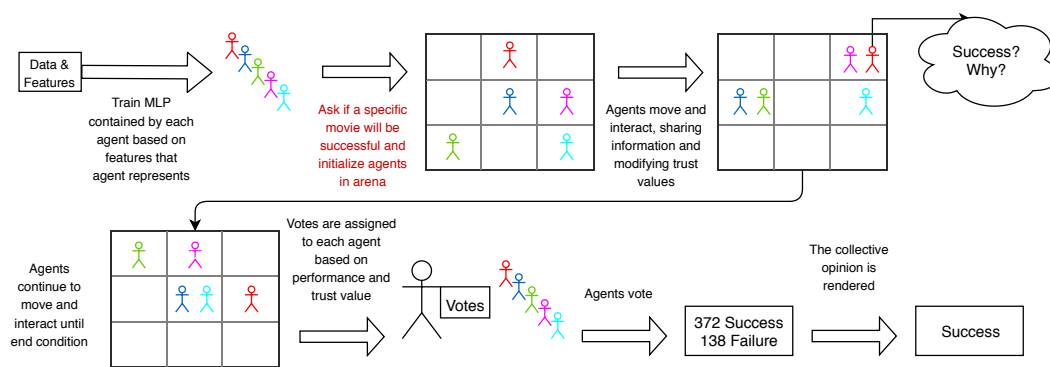 Data &
Features
Train MLP
contained by each
agent based on
features that
agent represents
Ask if a specific
movie will be
successful and
initialize agents
in arena
Agents move and
interact, sharing
information and
modifying trust
values
Success?
Why?
Agents
continue to
move and
interact until
end condition
Votes are assigned
to each agent
based on
performance and
trust value
Votes
Agents vote
372 Success
138 Failure
The collective
opinion is
rendered
Success